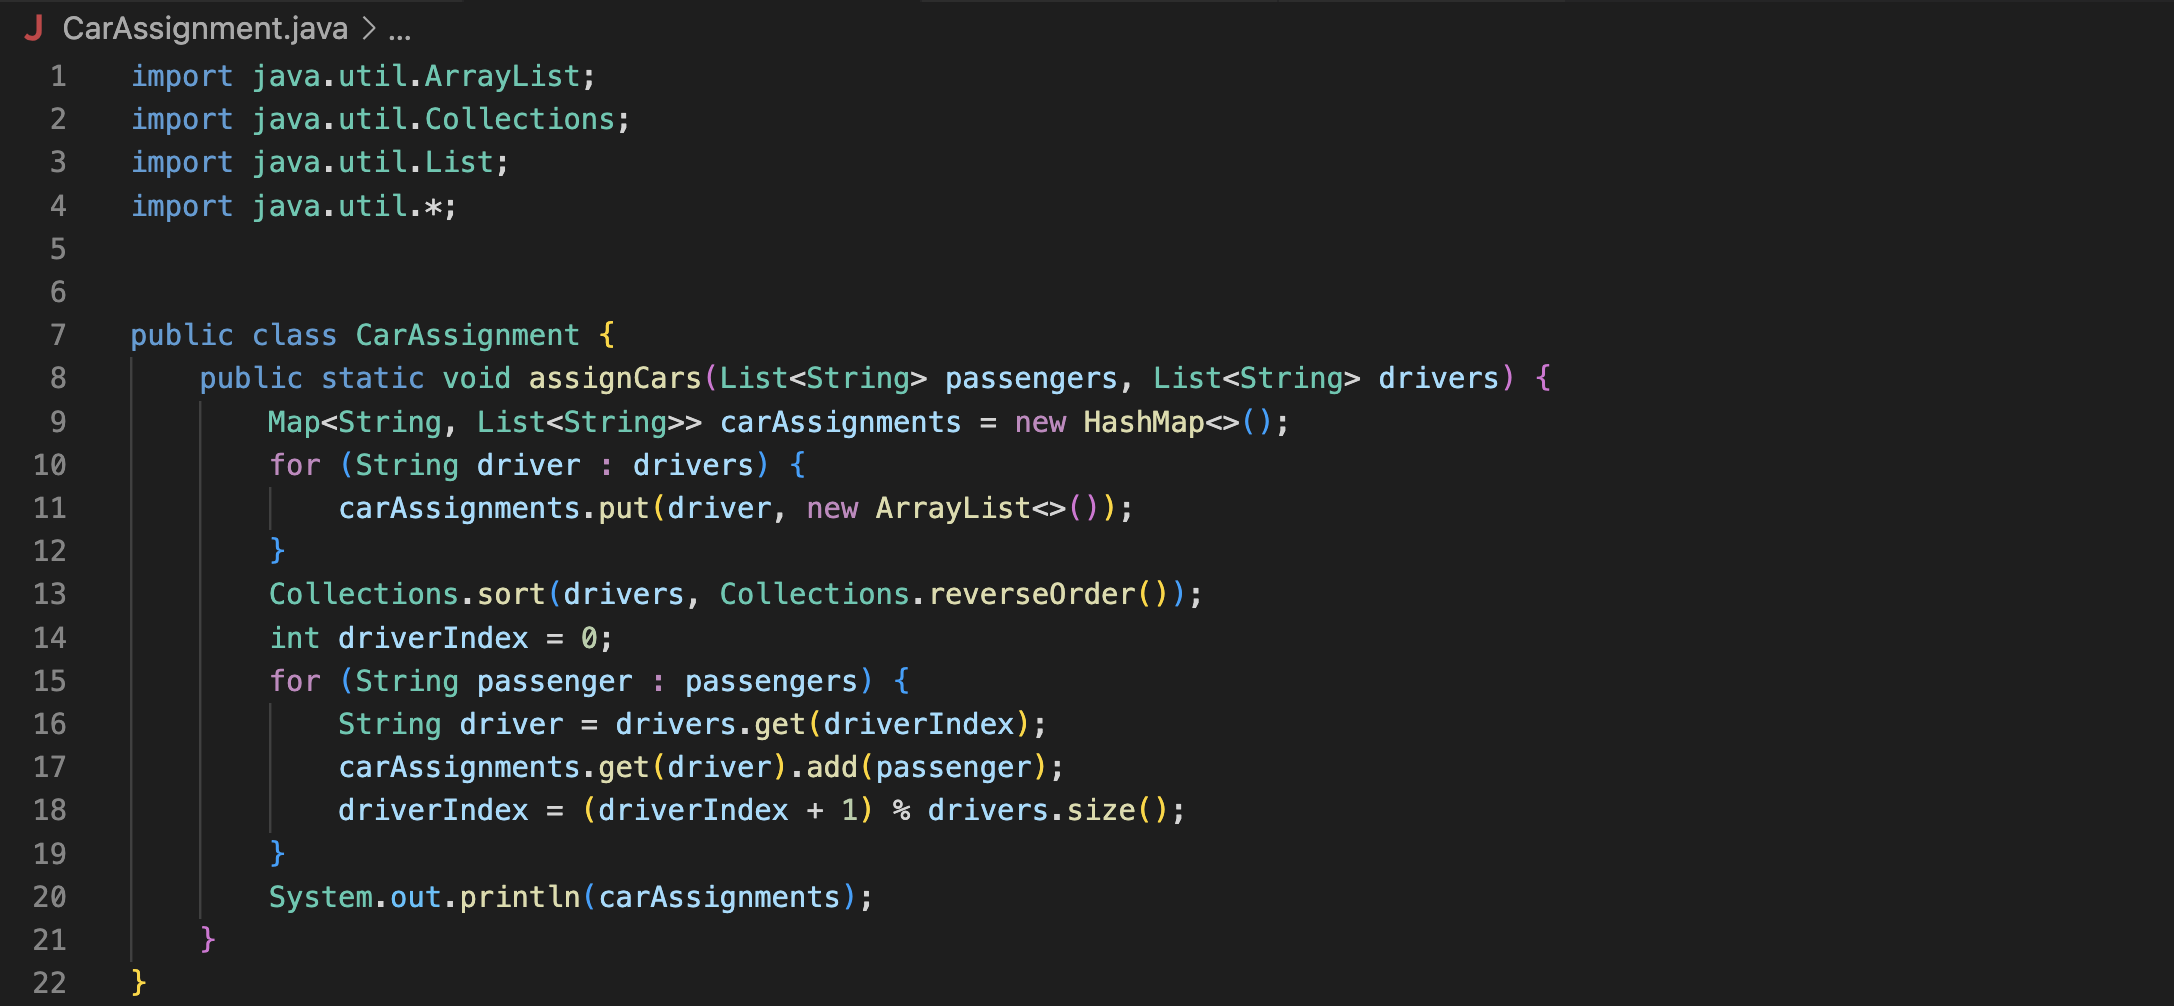 J CarAssignment.java > ...
1 import java.util.ArrayList;
2 import java.util.Collections;
3 import java.util.List;
4 import java.util.*;
5
6
7 public class CarAssignment {
8     public static void assignCars(List<String> passengers, List<String> drivers) {
9         Map<String, List<String>> carAssignments = new HashMap<>();
10         for (String driver : drivers) {
11             carAssignments.put(driver, new ArrayList<>());
12         }
13         Collections.sort(drivers, Collections.reverseOrder());
14         int driverIndex = 0;
15         for (String passenger : passengers) {
16             String driver = drivers.get(driverIndex);
17             carAssignments.get(driver).add(passenger);
18             driverIndex = (driverIndex + 1) % drivers.size();
19         }
20         System.out.println(carAssignments);
21     }
22 }